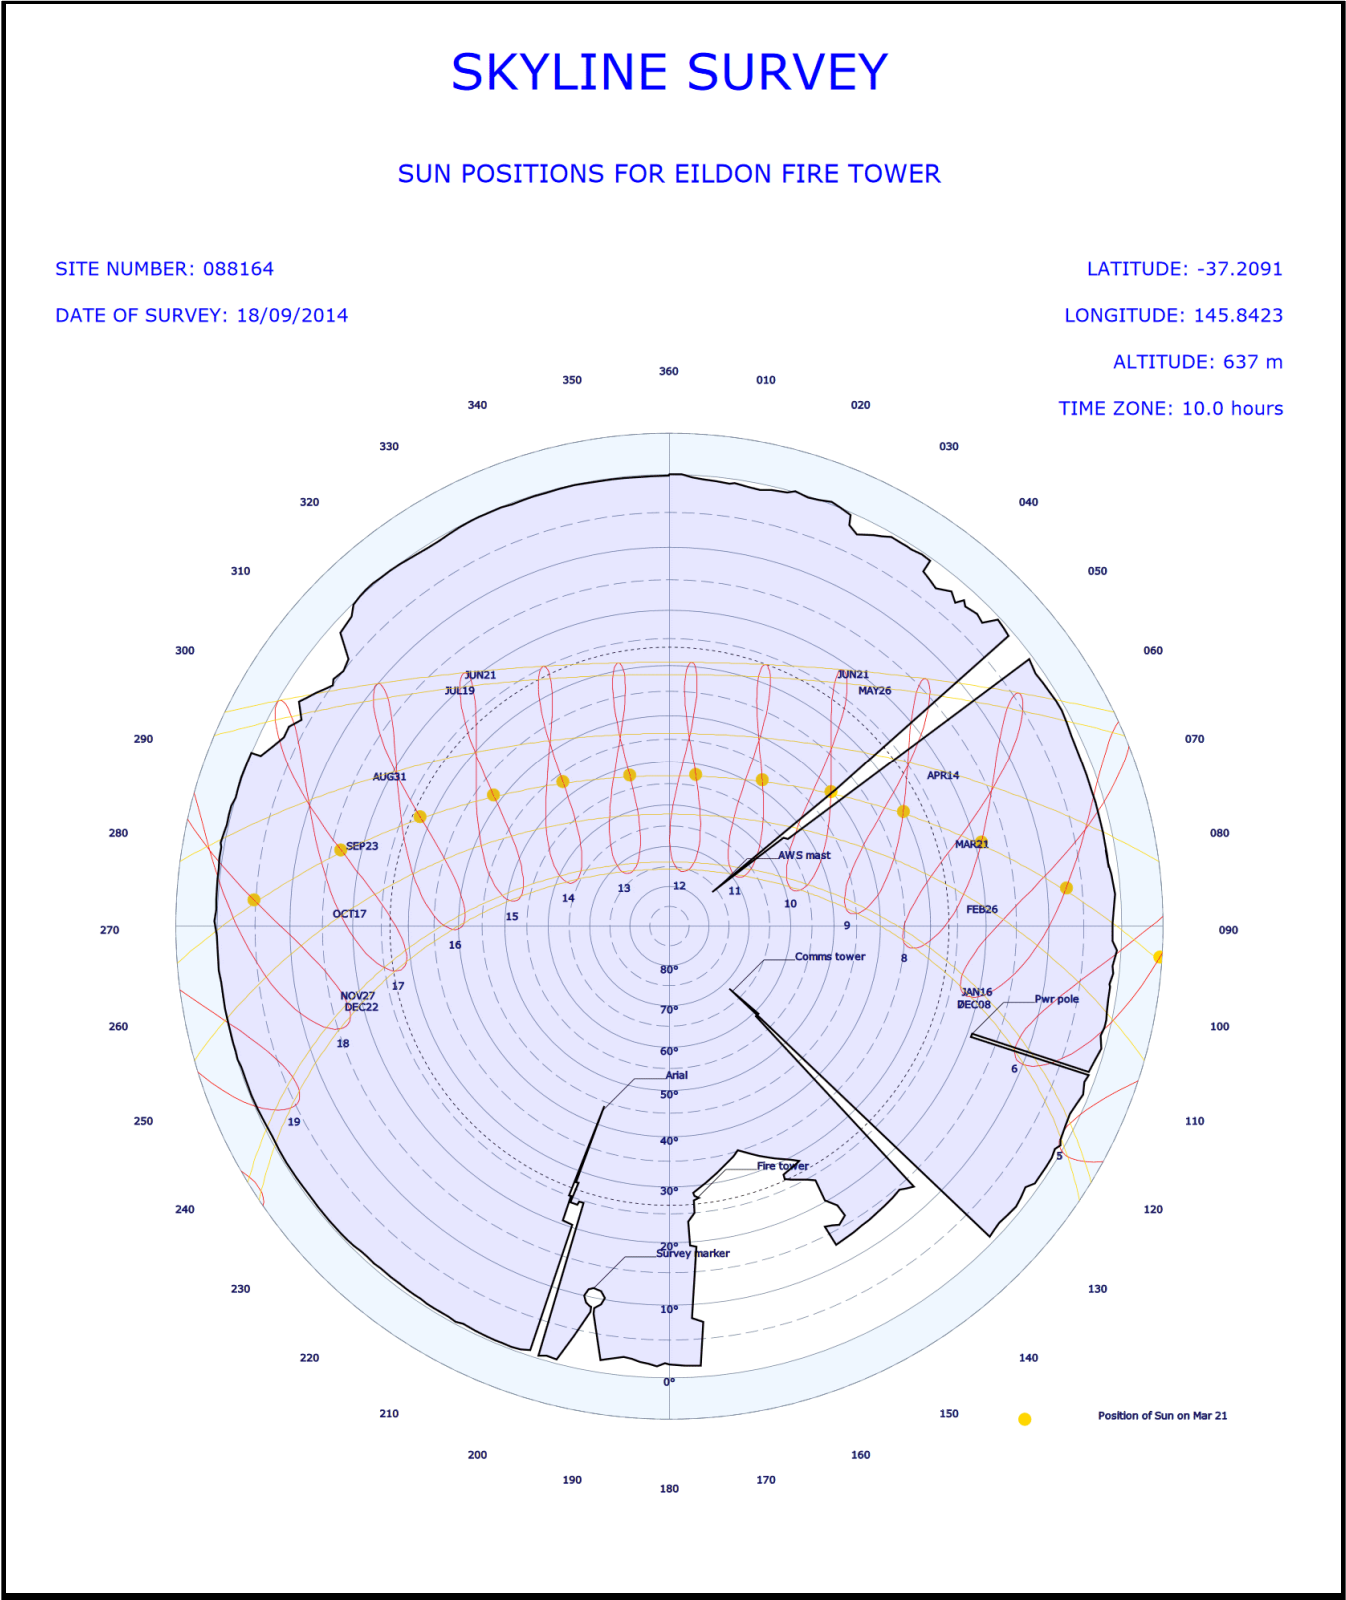 SKYLINE SURVEY
SUN POSITIONS FOR EILDON FIRE TOWER
SITE NUMBER: 088164
LATITUDE: -37.2091
DATE OF SURVEY: 18/09/2014
LONGITUDE: 145.8423
ALTITUDE: 637 m
TIME ZONE: 10.0 hours
360
350
010
340
020
330
030
320
040
310
050
300
060
JUN21
JUN21
JUL19
MAY26
290
070
AUG31
APR14
280
080
SEP23
MAR21
AWS mast
13
12
11
14
10
OCT17
15
FEB26
9
270
090
16
8
Comms tower
80°
17
NOV27
JAN16
DEC22
7
DEC08
Pwr pole
70°
260
100
18
60°
6
Arial
50°
250
19
110
40°
5
Fire tower
30°
240
120
20°
Survey marker
230
130
10°
220
140
0°
210
150
Position of Sun on Mar 21
200
160
190
170
180